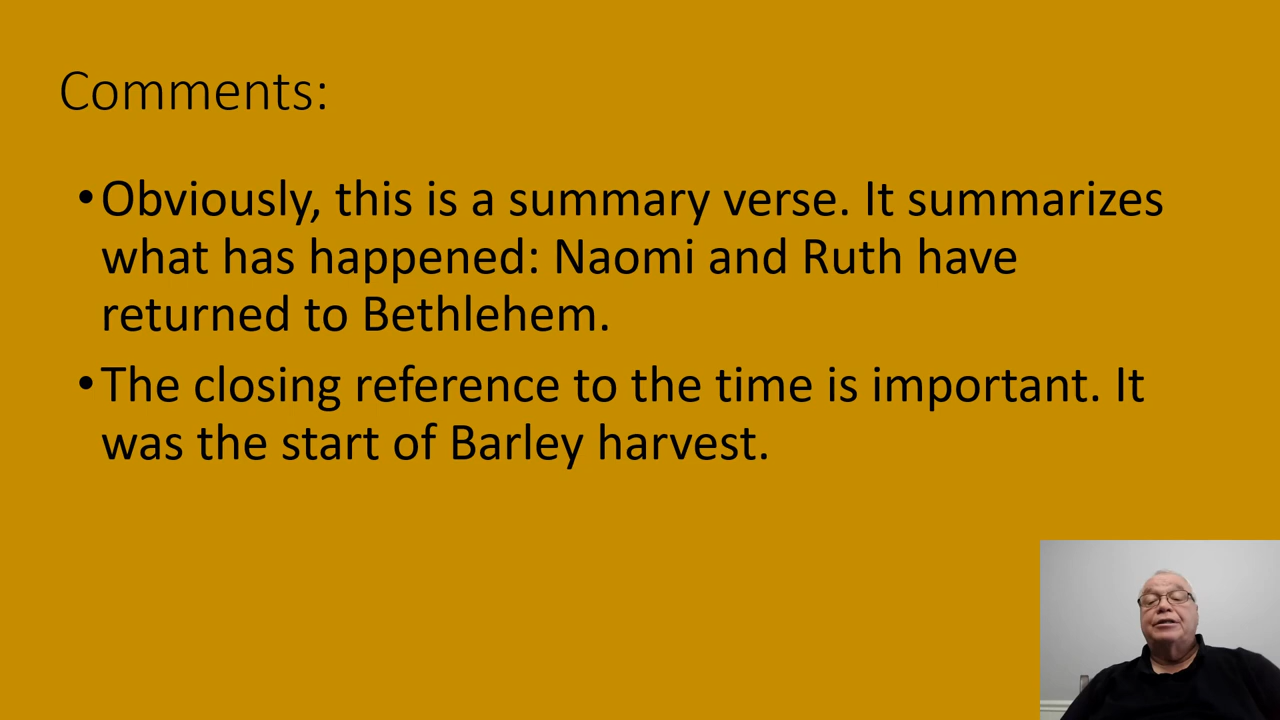 Comments:
•Obviously, this is a summary verse. It summarizes
what has happened: Naomi and Ruth have
returned to Bethlehem.
•The closing reference to the time is important. It
was the start of Barley harvest.